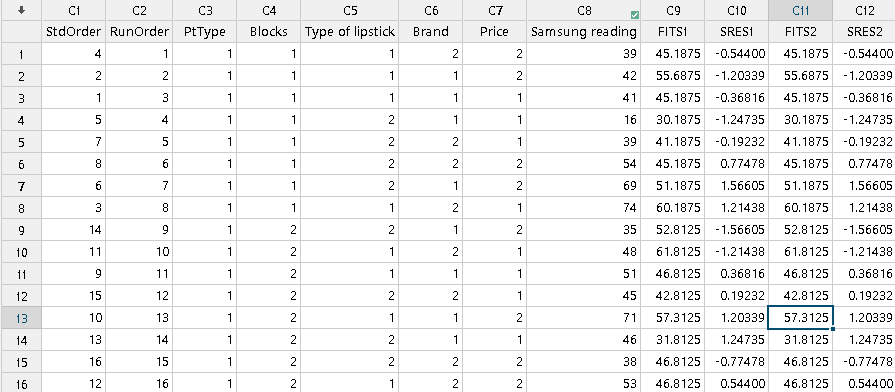 C1 C2 C3 C4 C5 C6 C7 C8 C9 C10 C11 C12
StdOrder RunOrder PtType Blocks Type of lipstick Brand Price Samsung reading FITS1 SRES1 FITS2 SRES2
1 4 1 1 1 1 2 2 39 45.1875 -0.54400 45.1875 -0.54400
2 2 2 1 1 1 1 2 42 55.6875 -1.20339 55.6875 -1.20339
3 1 3 1 1 1 1 1 41 45.1875 -0.36816 45.1875 -0.36816
4 5 4 1 1 2 1 1 16 30.1875 -1.24735 30.1875 -1.24735
5 7 5 1 1 2 2 1 39 41.1875 -0.19232 41.1875 -0.19232
6 8 6 1 1 2 2 2 54 45.1875 0.77478 45.1875 0.77478
7 6 7 1 1 2 1 2 69 51.1875 1.56605 51.1875 1.56605
8 3 8 1 1 1 2 1 74 60.1875 1.21438 60.1875 1.21438
9 14 9 1 2 2 1 2 35 52.8125 -1.56605 52.8125 -1.56605
10 11 10 1 2 1 2 1 48 61.8125 -1.21438 61.8125 -1.21438
11 9 11 1 2 1 1 1 51 46.8125 0.36816 46.8125 0.36816
12 15 12 1 2 2 2 1 45 42.8125 0.19232 42.8125 0.19232
13 10 13 1 2 1 1 2 71 57.3125 1.20339 57.3125 1.20339
14 13 14 1 2 2 1 1 46 31.8125 1.24735 31.8125 1.24735
15 16 15 1 2 2 2 2 38 46.8125 -0.77478 46.8125 -0.77478
16 12 16 1 2 1 2 2 53 46.8125 0.54400 46.8125 0.54400